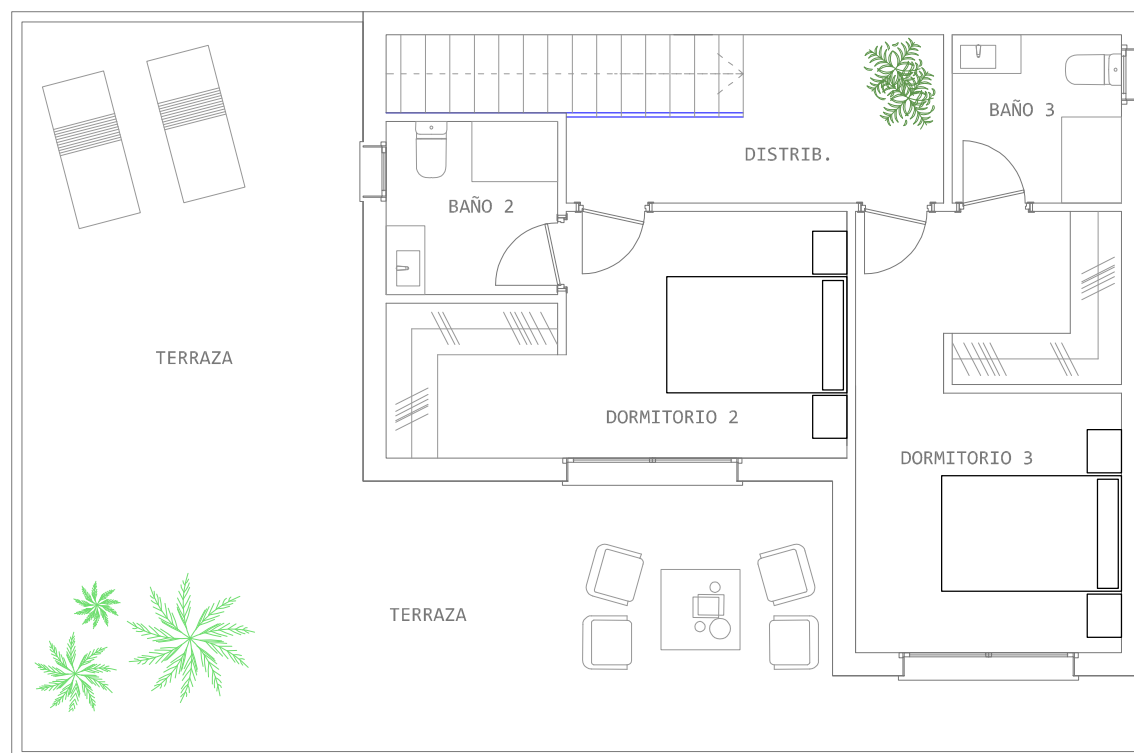 BAÑO 3
DISTRIB.
BAÑO 2
TERRAZA
DORMITORIO 2
DORMITORIO 3
TERRAZA